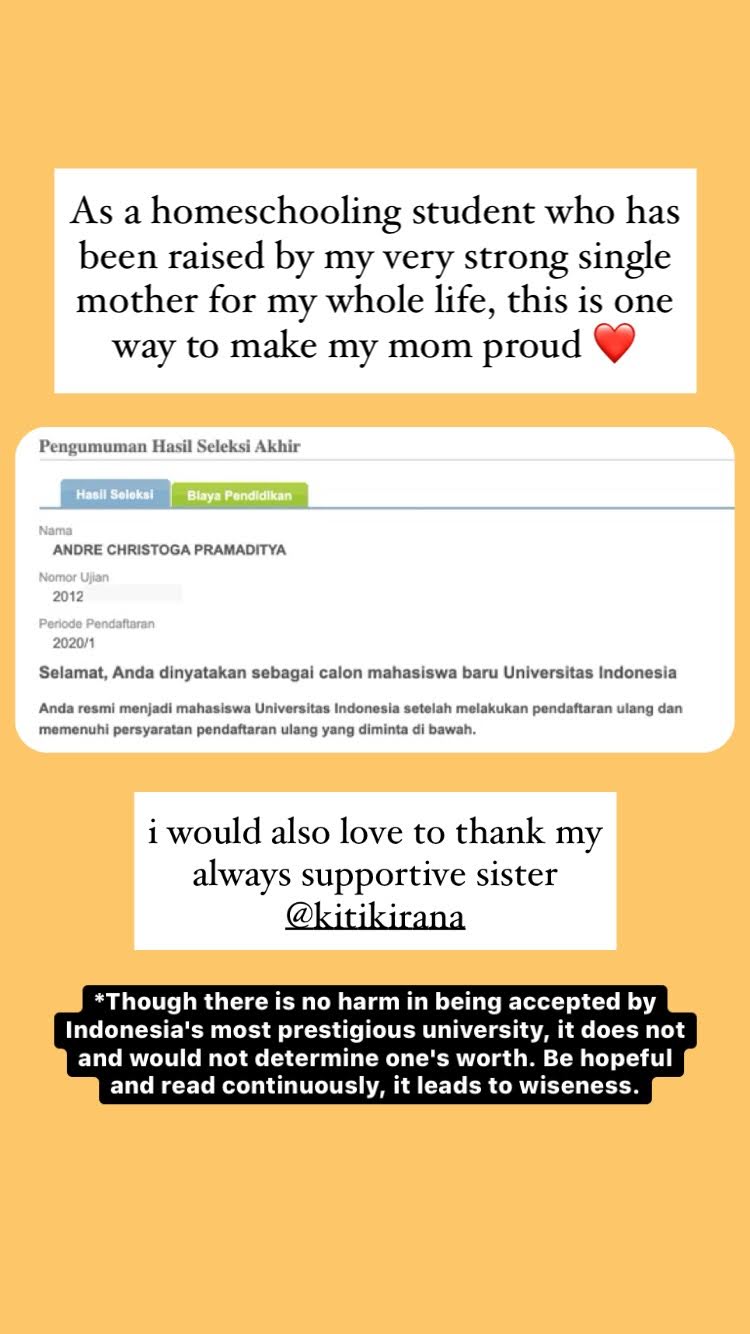 As a homeschooling student who has
been raised by my very strong single
mother for my whole life, this is one
way to make my mom proud ❤️
Pengumuman Hasil Seleksi Akhir
Hasil Seleksi
Biaya Pendidikan
Nama
ANDRE CHRISTOGA PRAMADITYA
Nomor Ujian
2012
Periode Pendaftaran
2020/1
Selamat, Anda dinyatakan sebagai calon mahasiswa baru Universitas Indonesia
Anda resmi menjadi mahasiswa Universitas Indonesia setelah melakukan pendaftaran ulang dan
memenuhi persyaratan pendaftaran ulang yang diminta di bawah.
i would also love to thank my
always supportive sister
@kitikirana
*Though there is no harm in being accepted by
Indonesia's most prestigious university, it does not
and would not determine one's worth. Be hopeful
and read continuously, it leads to wiseness.